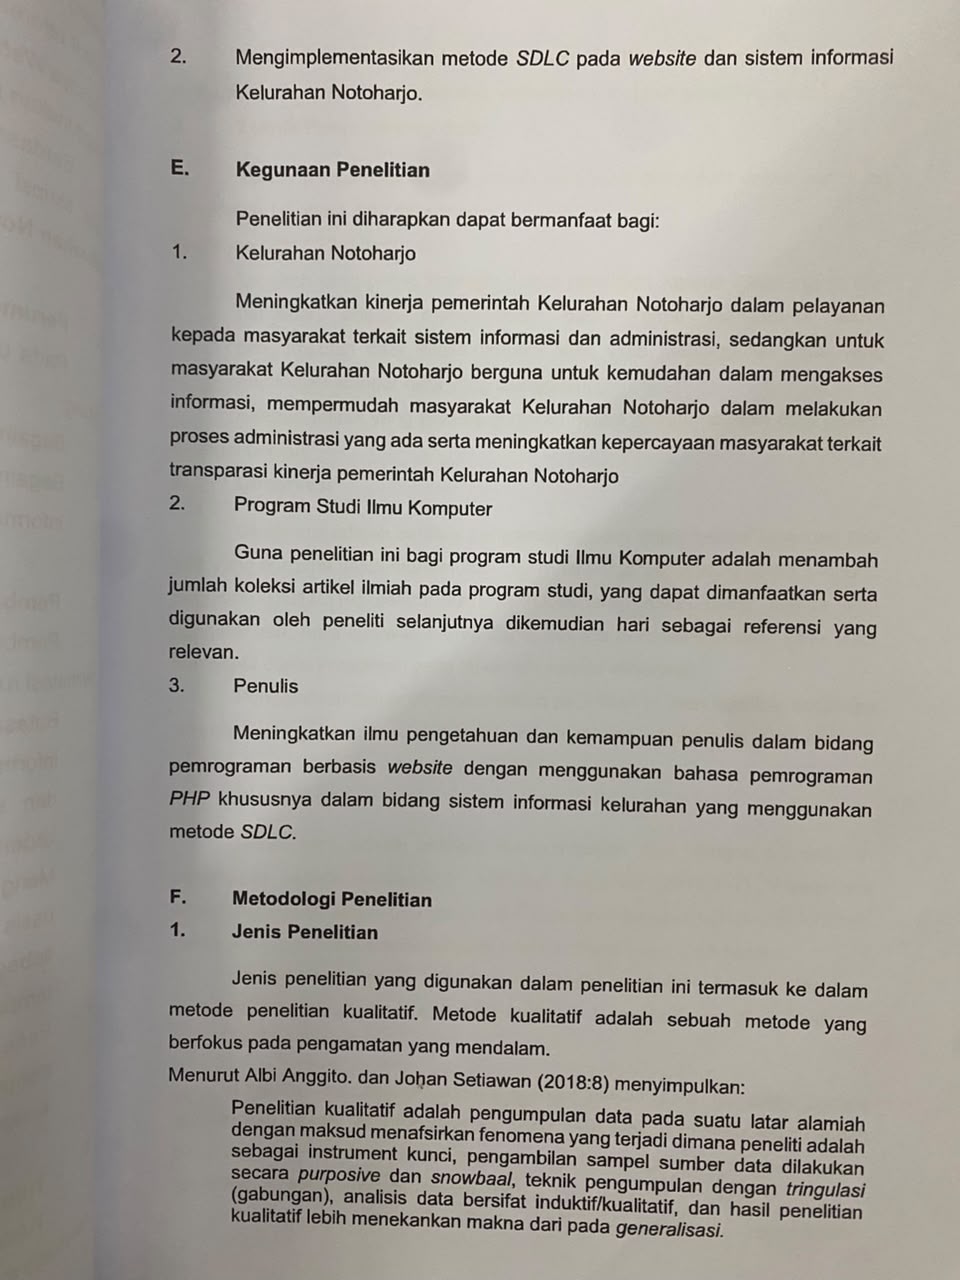 2. Mengimplementasikan metode SDLC pada website dan sistem informasi
Kelurahan Notoharjo.
E. Kegunaan Penelitian
Penelitian ini diharapkan dapat bermanfaat bagi:
1. Kelurahan Notoharjo
Meningkatkan kinerja pemerintah Kelurahan Notoharjo dalam pelayanan
kepada masyarakat terkait sistem informasi dan administrasi, sedangkan untuk
masyarakat Kelurahan Notoharjo berguna untuk kemudahan dalam mengakses
informasi, mempermudah masyarakat Kelurahan Notoharjo dalam melakukan
proses administrasi yang ada serta meningkatkan kepercayaan masyarakat terkait
transparasi kinerja pemerintah Kelurahan Notoharjo
2. Program Studi Ilmu Komputer
Guna penelitian ini bagi program studi Ilmu Komputer adalah menambah
jumlah koleksi artikel ilmiah pada program studi, yang dapat dimanfaatkan serta
digunakan oleh peneliti selanjutnya dikemudian hari sebagai referensi yang
relevan.
3. Penulis
Meningkatkan ilmu pengetahuan dan kemampuan penulis dalam bidang
pemrograman berbasis website dengan menggunakan bahasa pemrograman
PHP khususnya dalam bidang sistem informasi kelurahan yang menggunakan
metode SDLC.
F. Metodologi Penelitian
1. Jenis Penelitian
Jenis penelitian yang digunakan dalam penelitian ini termasuk ke dalam
metode penelitian kualitatif. Metode kualitatif adalah sebuah metode yang
berfokus pada pengamatan yang mendalam.
Menurut Albi Anggito. dan Johan Setiawan (2018:8) menyimpulkan:
Penelitian kualitatif adalah pengumpulan data pada suatu latar alamiah
dengan maksud menafsirkan fenomena yang terjadi dimana peneliti adalah
sebagai instrument kunci, pengambilan sampel sumber data dilakukan
secara purposive dan snowbaal, teknik pengumpulan dengan tringulasi
(gabungan), analisis data bersifat induktif/kualitatif, dan hasil penelitian
kualitatif lebih menekankan makna dari pada generalisasi.